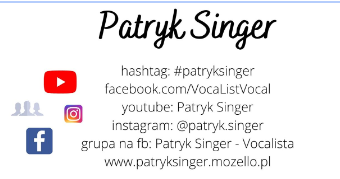 Patryk Singer
hashtag: #patryksinger
facebook.com/VocaListVocal
youtube: Patryk Singer
instagram: @patryk.singer
grupa na fb: Patryk Singer - Vocalista
www.patryksinger.mozello.pl